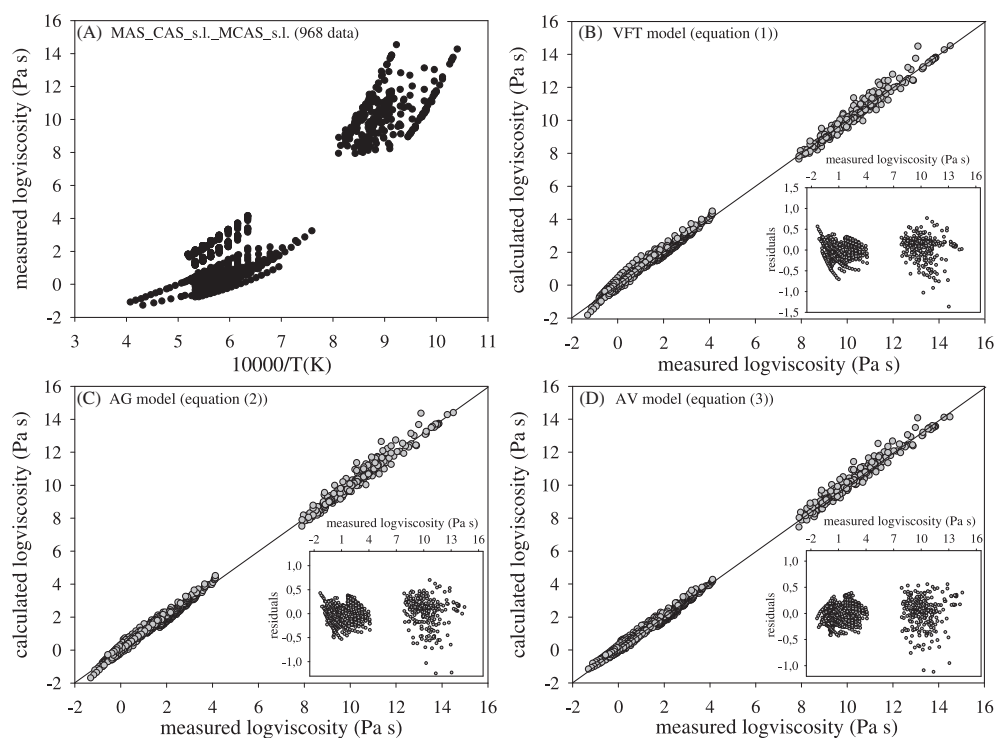 (A) MAS_CAS_s.l._MCAS_s.l. (968 data)
measured logviscosity (Pa s)
16
14
12
10
8
6
4
2
0
-2
3 4 5 6 7 8 9 10 11
10000/T(K)
(B) VFT model (equation (1))
calculated logviscosity (Pa s)
16
14
12
10
8
6
4
2
0
-2
-2 0 2 4 6 8 10 12 14 16
measured logviscosity (Pa s)
measured logviscosity (Pa s)
-2 1 4 7 10 13 16
residuals
1,5
1,0
0,5
0,0
-0,5
-1,0
-1,5
(C) AG model (equation (2))
calculated logviscosity (Pa s)
16
14
12
10
8
6
4
2
0
-2
-2 0 2 4 6 8 10 12 14 16
measured logviscosity (Pa s)
measured logviscosity (Pa s)
-2 1 4 7 10 13 16
residuals
1,0
0,5
0,0
-0,5
-1,0
(D) AV model (equation (3))
calculated logviscosity (Pa s)
16
14
12
10
8
6
4
2
0
-2
-2 0 2 4 6 8 10 12 14 16
measured logviscosity (Pa s)
measured logviscosity (Pa s)
-2 1 4 7 10 13 16
residuals
1,0
0,5
0,0
-0,5
-1,0